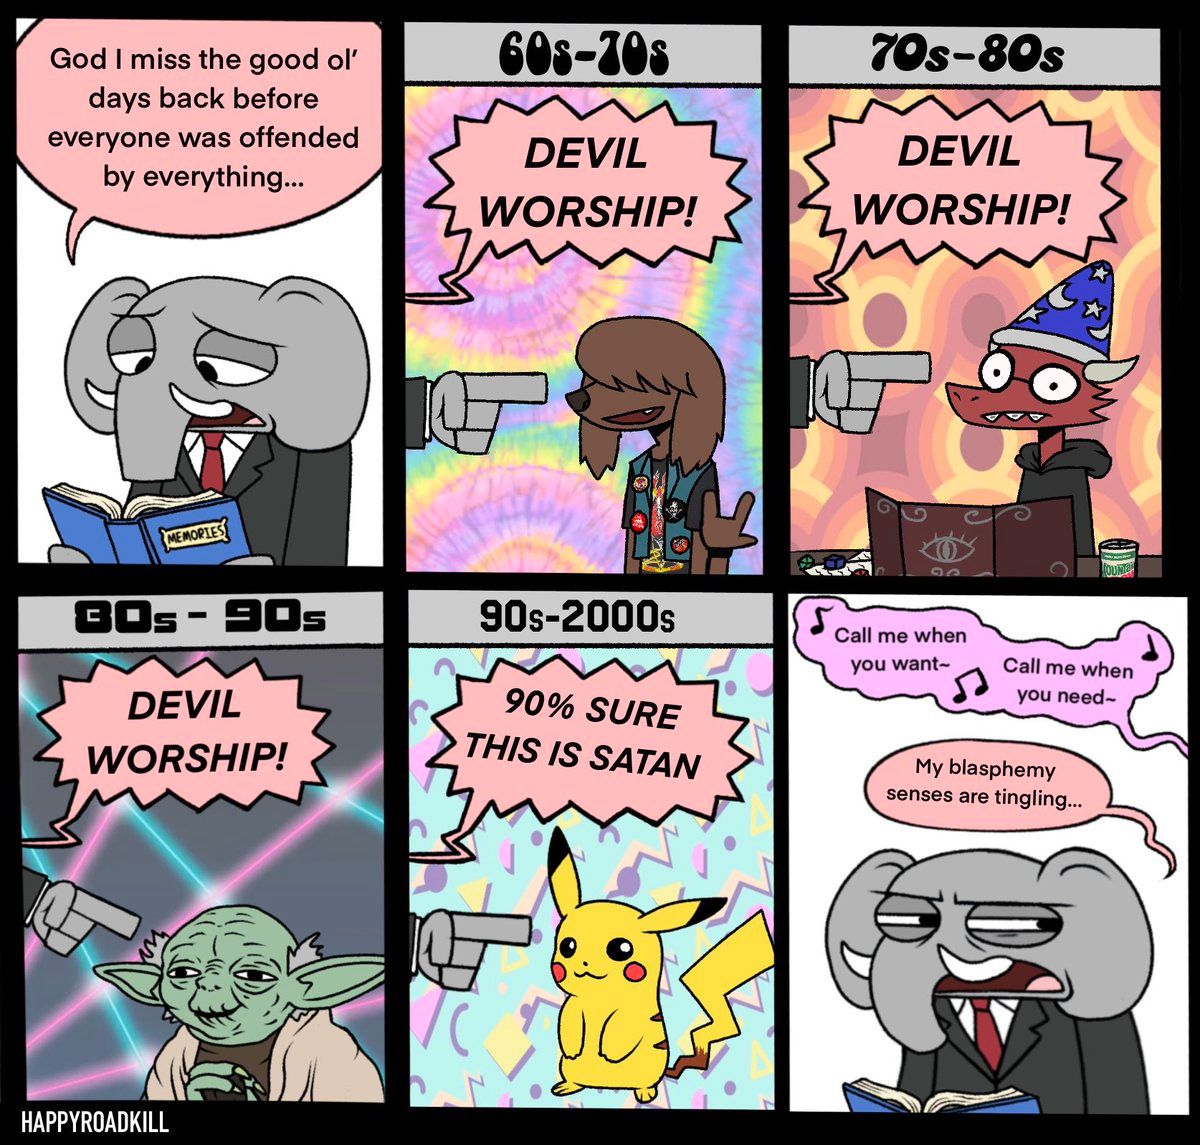 God I miss the good ol'
days back before
everyone was offended
by everything...
MEMORIES
60s-70s
DEVIL
WORSHIP!
70s-80s
DEVIL
WORSHIP!
80s - 90s
DEVIL
WORSHIP!
90s-2000s
90% SURE
THIS IS SATAN
Call me when
you want~
Call me when
you need~
My blasphemy
senses are tingling...
HAPPYROADKILL